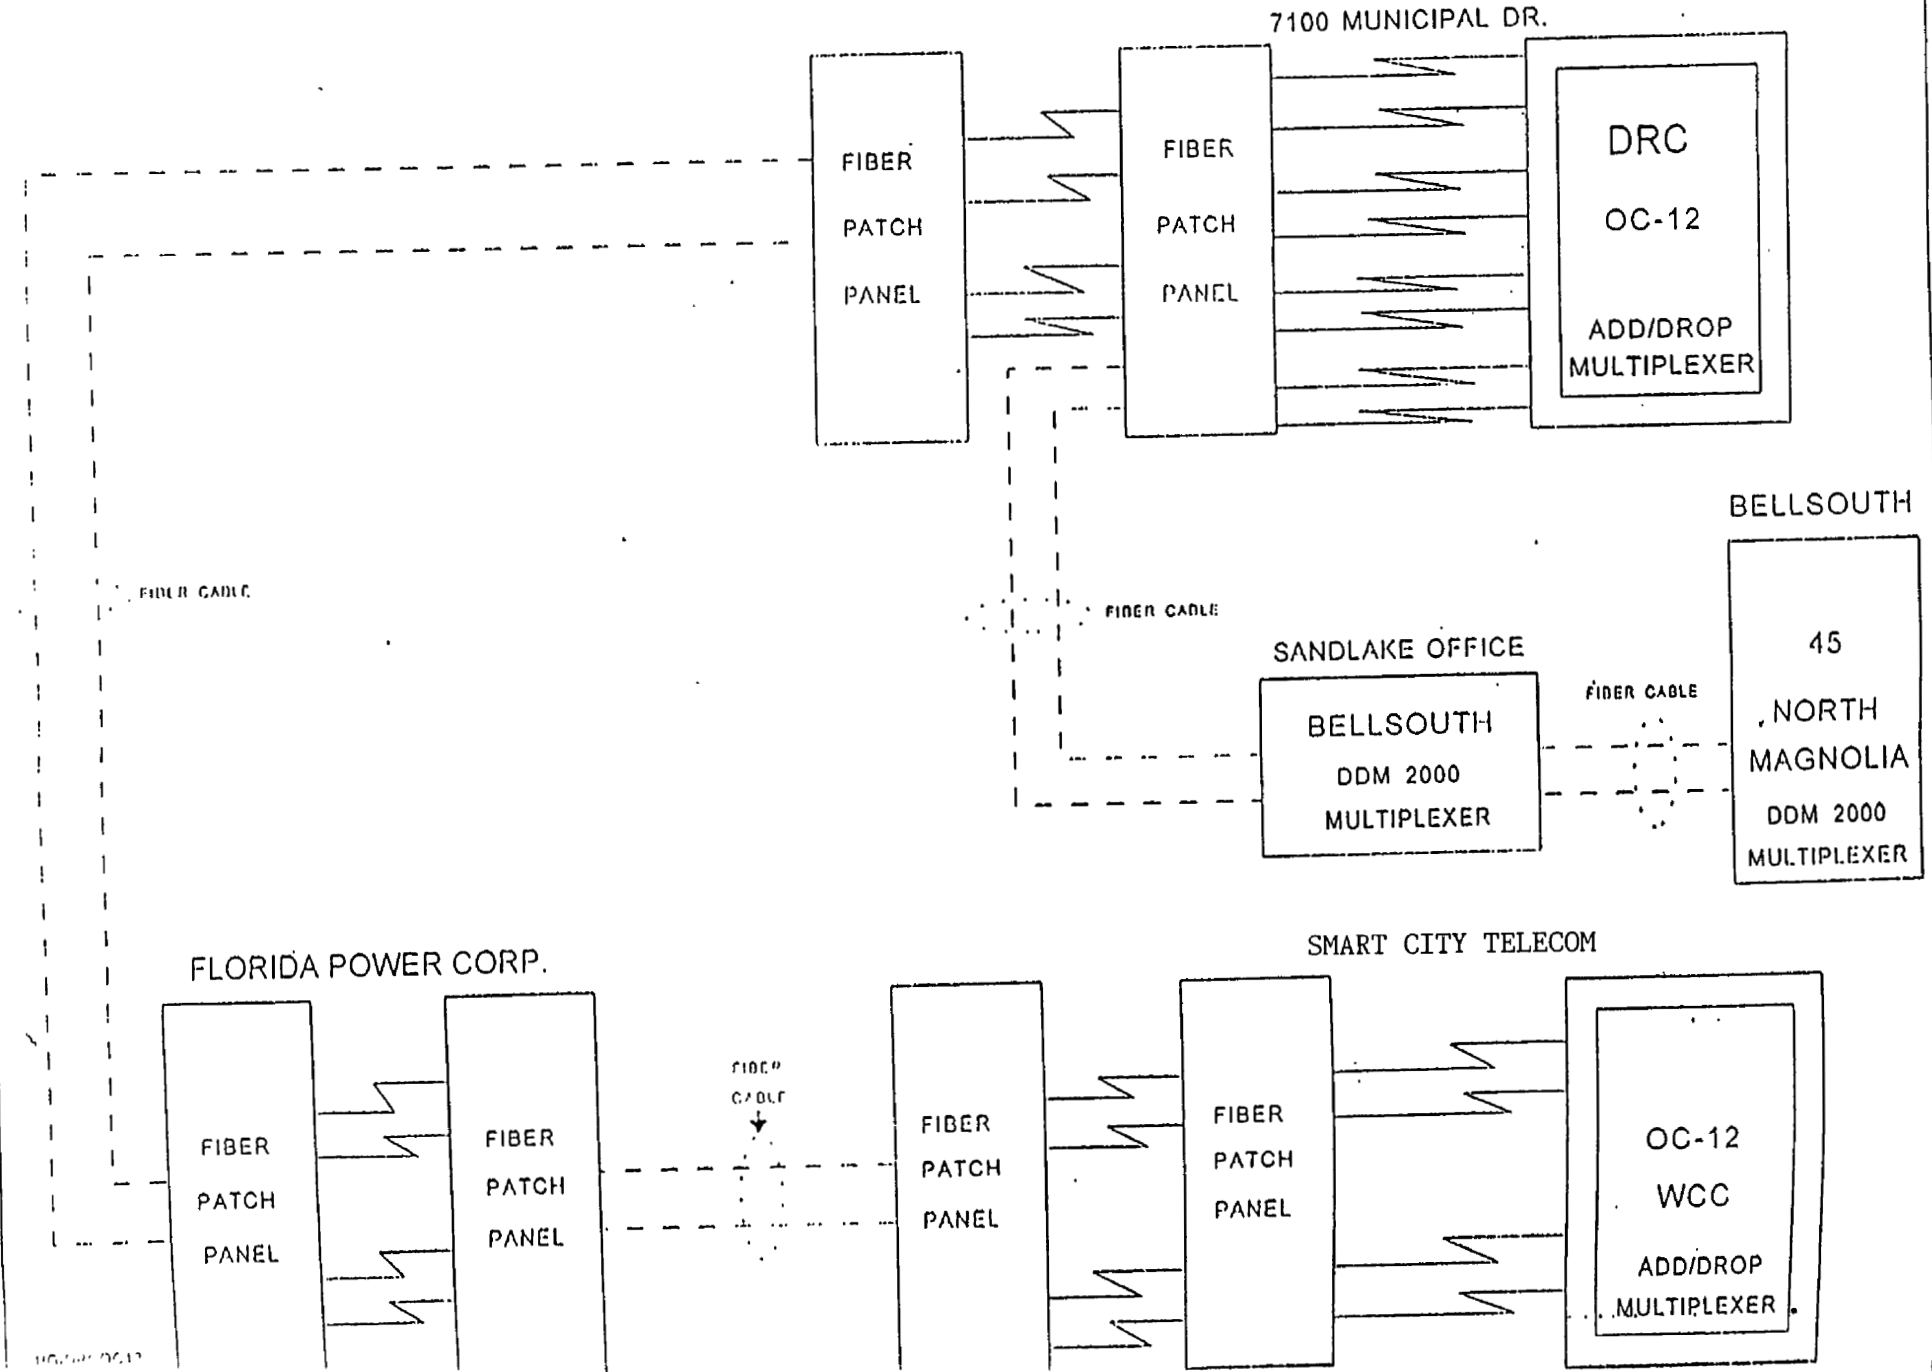 7100 MUNICIPAL DR.
FIBER
PATCH
PANEL
FIBER
PATCH
PANEL
DRC
OC-12
ADD/DROP
MULTIPLEXER
FIBER CABLE
FIBER CABLE
BELLSOUTH
45
NORTH
MAGNOLIA
DDM 2000
MULTIPLEXER
SANDLAKE OFFICE
BELLSOUTH
DDM 2000
MULTIPLEXER
FIBER CABLE
FLORIDA POWER CORP.
FIBER
PATCH
PANEL
FIBER
PATCH
PANEL
FIBER
CABLE
SMART CITY TELECOM
FIBER
PATCH
PANEL
FIBER
PATCH
PANEL
OC-12
WCC
ADD/DROP
MULTIPLEXER